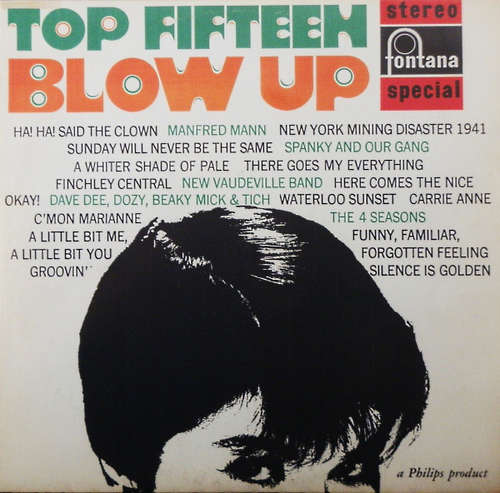 TOP FIFTEEN
BLOW UP
stereo
fontana
special
HA! HA! SAID THE CLOWN MANFRED MANN NEW YORK MINING DISASTER 1941
SUNDAY WILL NEVER BE THE SAME SPANKY AND OUR GANG
A WHITER SHADE OF PALE THERE GOES MY EVERYTHING
FINCHLEY CENTRAL NEW VAUDEVILLE BAND HERE COMES THE NICE
OKAY! DAVE DEE, DOZY, BEAKY MICK & TICH WATERLOO SUNSET CARRIE ANNE
C'MON MARIANNE THE 4 SEASONS
A LITTLE BIT ME, FUNNY, FAMILIAR,
A LITTLE BIT YOU FORGOTTEN FEELING
GROOVIN' SILENCE IS GOLDEN
a Philips product